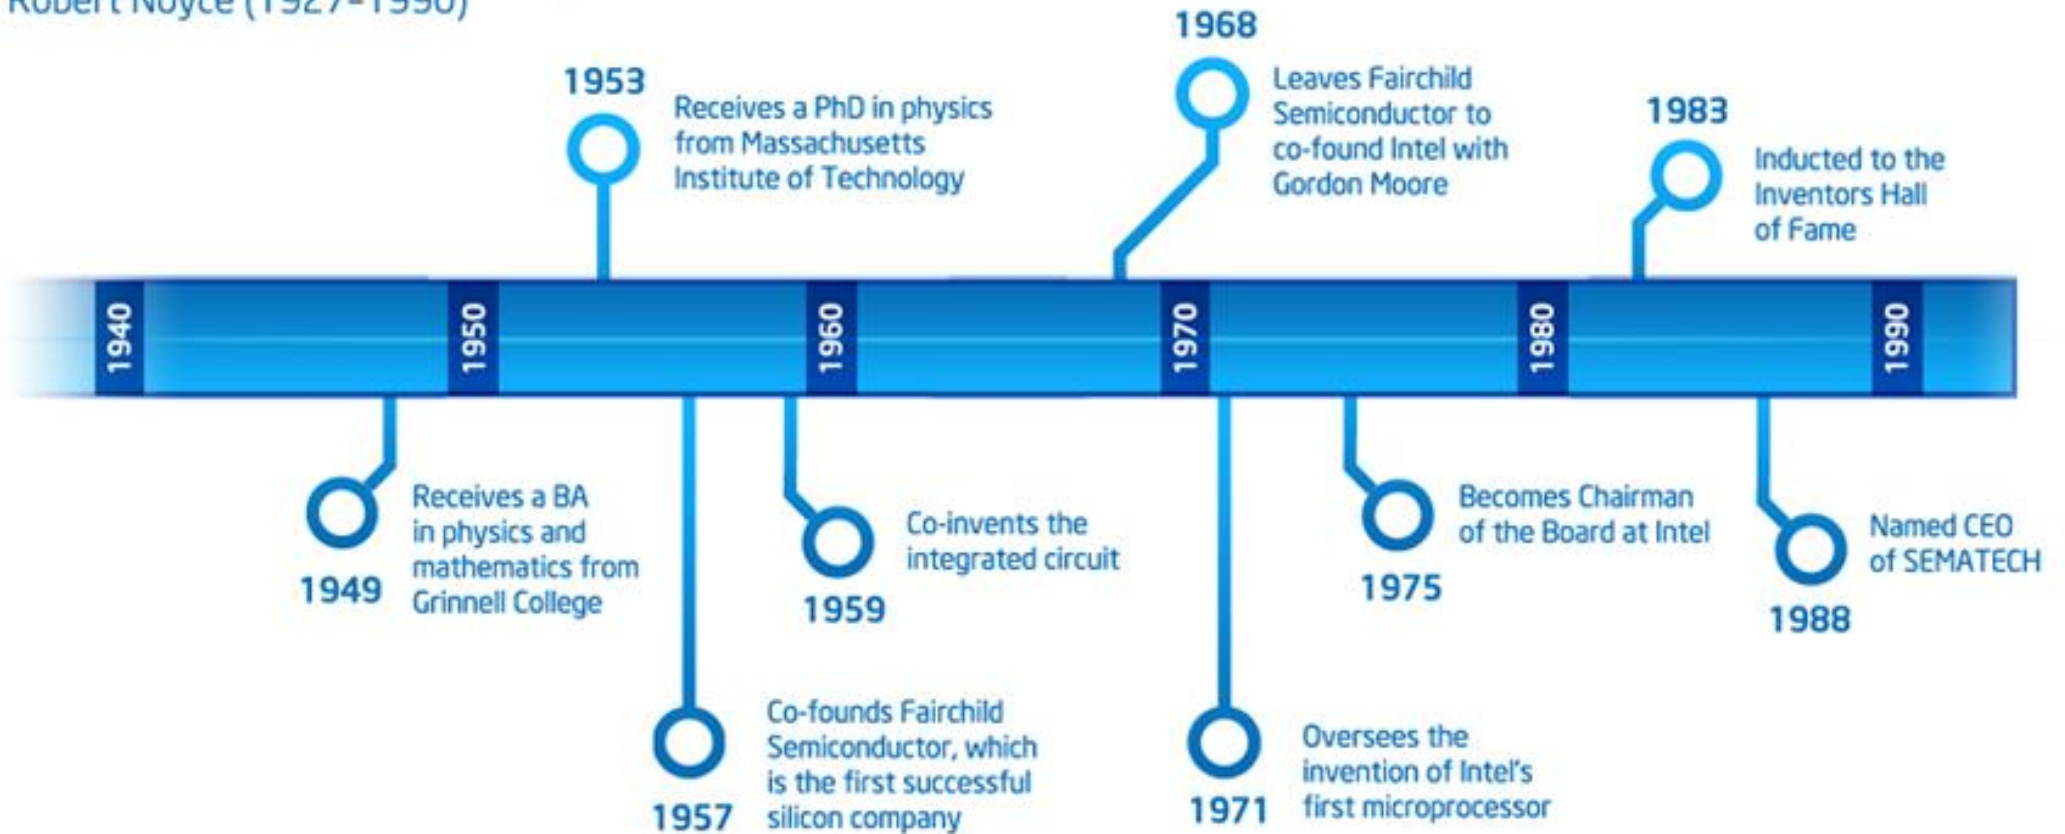 Robert Noyce (1927-1990)
1953
Receives a PhD in physics
from Massachusetts
Institute of Technology
1968
Leaves Fairchild
Semiconductor to
co-found Intel with
Gordon Moore
1983
Inducted to the
Inventors Hall
of Fame
1940
1950
1960
1970
1980
1990
1949
Receives a BA
in physics and
mathematics from
Grinnell College
1957
Co-founds Fairchild
Semiconductor, which
is the first successful
silicon company
1959
Co-invents the
integrated circuit
1971
Oversees the
invention of Intel's
first microprocessor
1975
Becomes Chairman
of the Board at Intel
1988
Named CEO
of SEMATECH